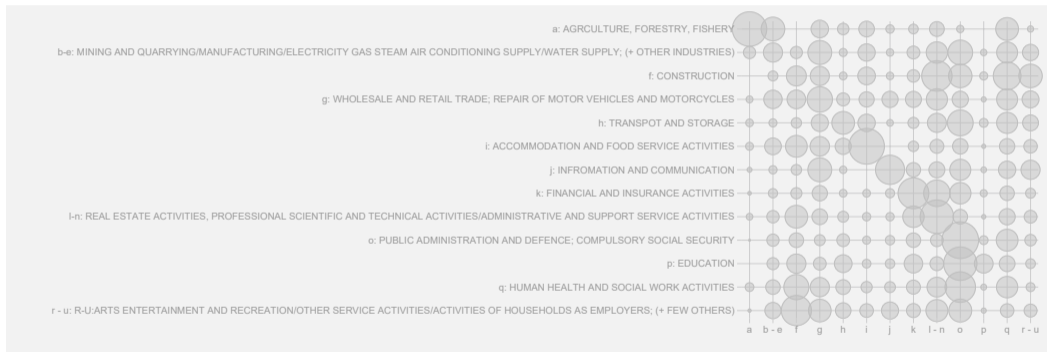 a: AGRCULTURE, FORESTRY, FISHERY
b-e: MINING AND QUARRYING/MANUFACTURING/ELECTRICITY GAS STEAM AIR CONDITIONING SUPPLY/WATER SUPPLY; (+ OTHER INDUSTRIES)
f: CONSTRUCTION
g: WHOLESALE AND RETAIL TRADE; REPAIR OF MOTOR VEHICLES AND MOTORCYCLES
h: TRANSPOT AND STORAGE
i: ACCOMMODATION AND FOOD SERVICE ACTIVITIES
j: INFROMATION AND COMMUNICATION
k: FINANCIAL AND INSURANCE ACTIVITIES
l-n: REAL ESTATE ACTIVITIES, PROFESSIONAL SCIENTIFIC AND TECHNICAL ACTIVITIES/ADMINISTRATIVE AND SUPPORT SERVICE ACTIVITIES
o: PUBLIC ADMINISTRATION AND DEFENCE; COMPULSORY SOCIAL SECURITY
p: EDUCATION
q: HUMAN HEALTH AND SOCIAL WORK ACTIVITIES
r - u: R-U:ARTS ENTERTAINMENT AND RECREATION/OTHER SERVICE ACTIVITIES/ACTIVITIES OF HOUSEHOLDS AS EMPLOYERS; (+ FEW OTHERS)
a b - e f g h i j k l - n o p q r - u